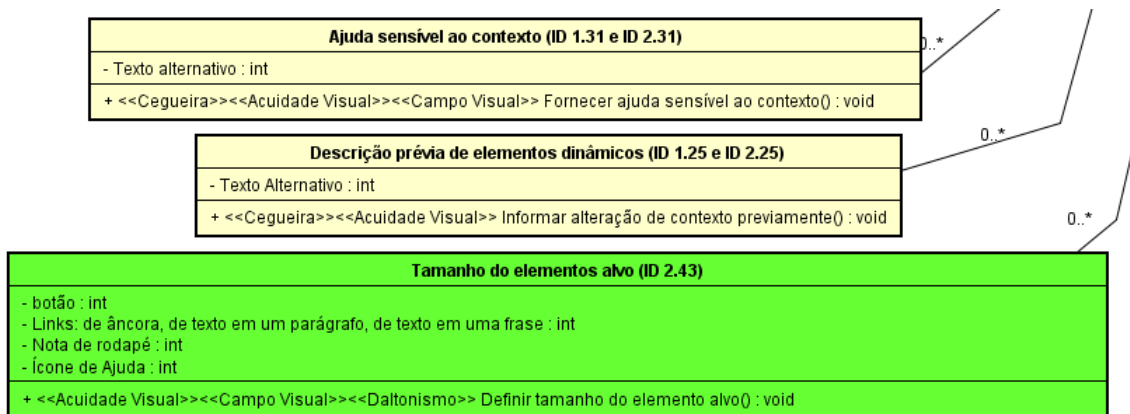 Ajuda sensível ao contexto (ID 1.31 e ID 2.31)
0..*
- Texto alternativo : int
+ <<Cegueira>><<Acuidade Visual>><<Campo Visual>> Fornecer ajuda sensível ao contexto() : void
0..*
Descrição prévia de elementos dinâmicos (ID 1.25 e ID 2.25)
- Texto Alternativo : int
+ <<Cegueira>><<Acuidade Visual>> Informar alteração de contexto previamente() : void
0..*
Tamanho do elementos alvo (ID 2.43)
- botão : int
- Links: de âncora, de texto em um parágrafo, de texto em uma frase : int
- Nota de rodapé : int
- Ícone de Ajuda : int
+ <<Acuidade Visual>><<Campo Visual>><<Daltonismo>> Definir tamanho do elemento alvo() : void